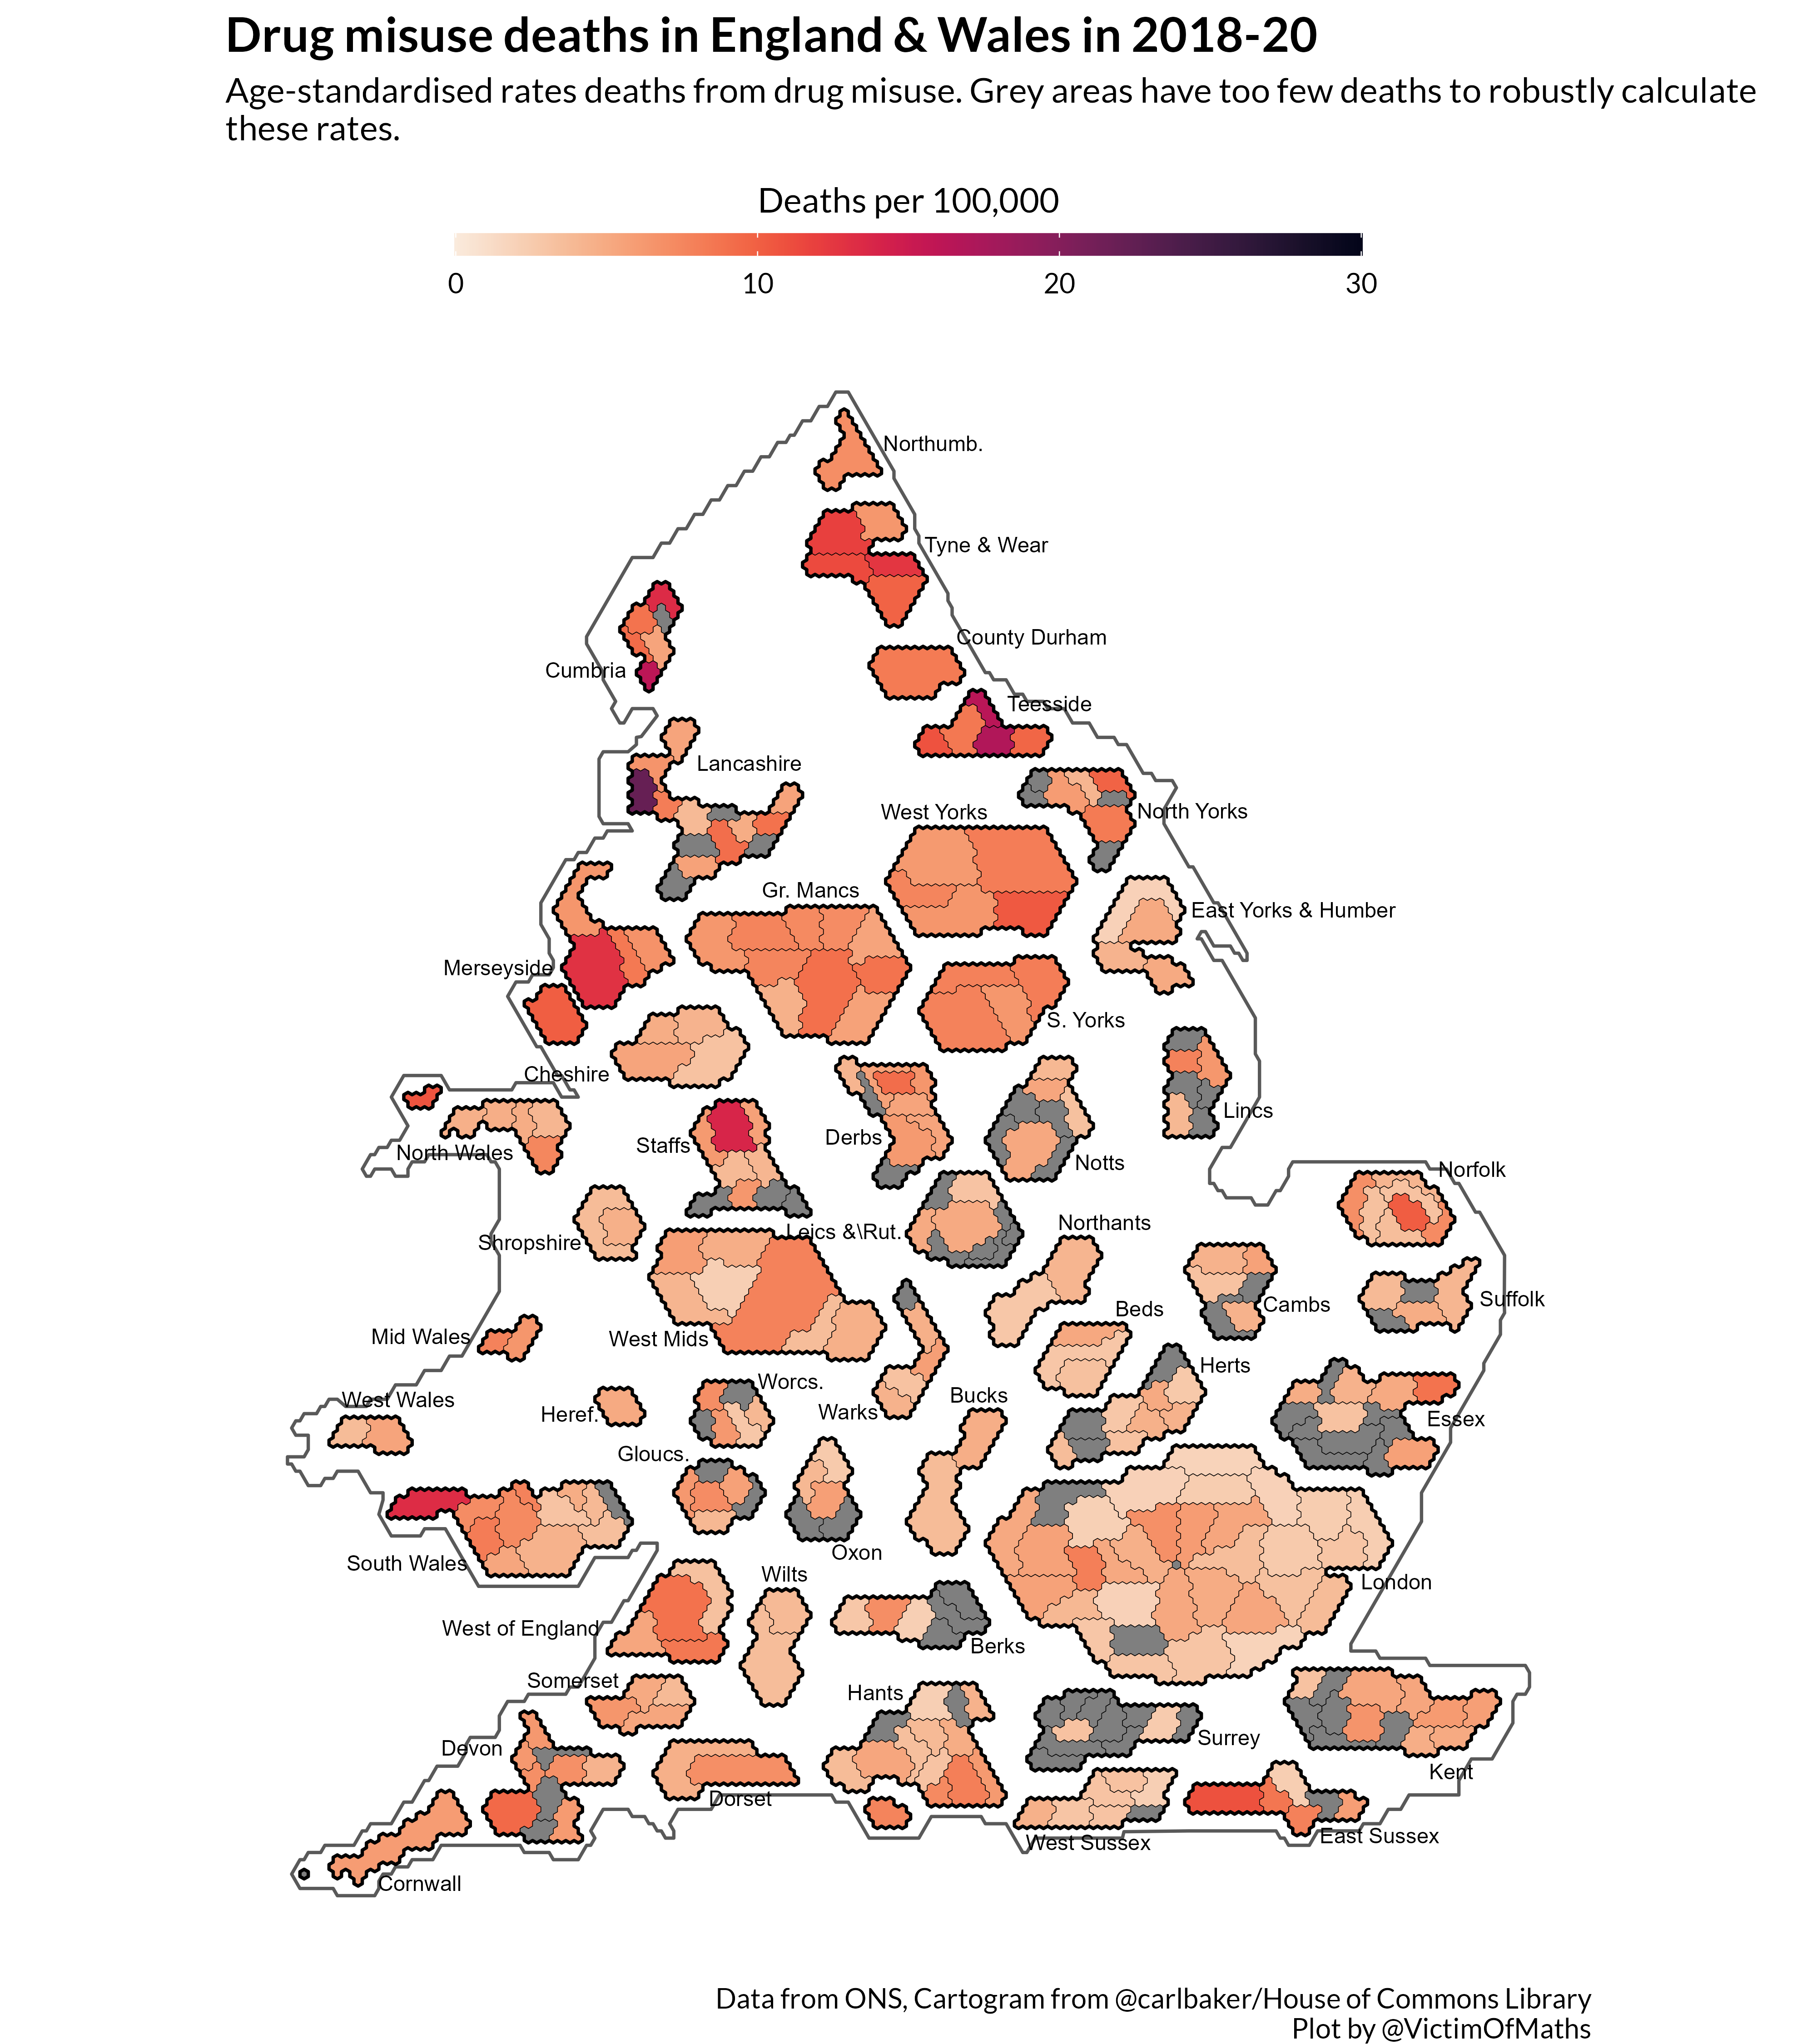 Drug misuse deaths in England & Wales in 2018-20
Age-standardised rates deaths from drug misuse. Grey areas have too few deaths to robustly calculate
these rates.
Deaths per 100,000
0 10 20 30
Northumb.
Tyne & Wear
County Durham
Cumbria
Teesside
Lancashire
West Yorks
North Yorks
Gr. Mancs
East Yorks & Humber
Merseyside
S. Yorks
Cheshire
Lincs
North Wales
Staffs
Derbs
Notts
Norfolk
Shropshire
Leics &\Rut.
Northants
Cambs
Suffolk
Mid Wales
West Mids
Beds
Herts
West Wales
Heref.
Worcs.
Warks
Bucks
Essex
Gloucs.
Oxon
South Wales
Wilts
London
West of England
Berks
Somerset
Hants
Surrey
Devon
Kent
Dorset
West Sussex
East Sussex
Cornwall
Data from ONS, Cartogram from @carlbaker/House of Commons Library
Plot by @VictimOfMaths